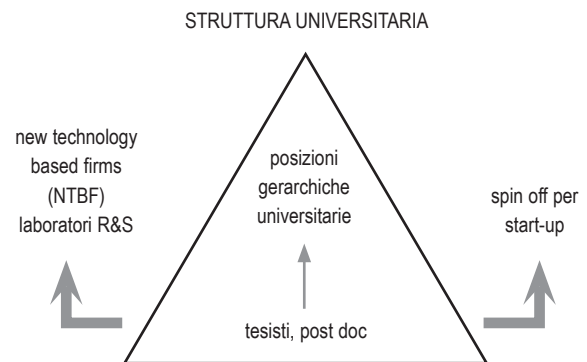 STRUTTURA UNIVERSITARIA
new technology
based firms
(NTBF)
laboratori R&S
posizioni
gerarchiche
universitarie
spin off per
start-up
tesisti, post doc